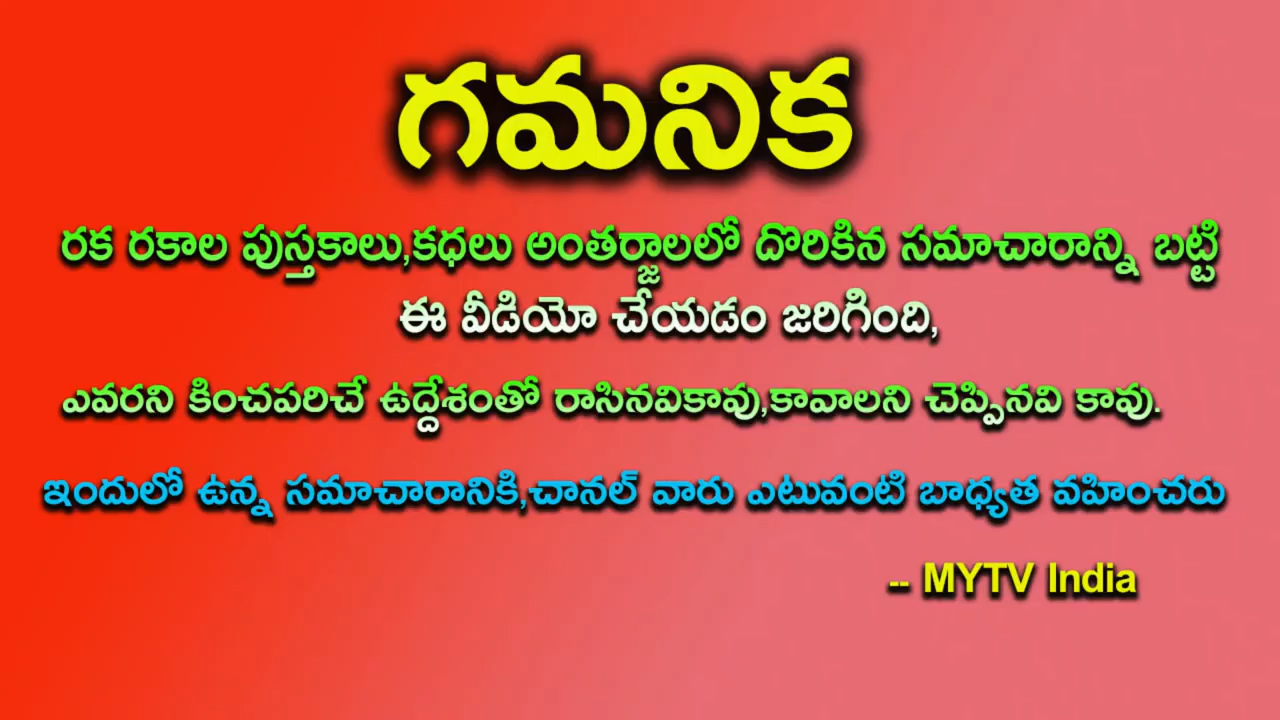 గమనిక
రక రకాల పుస్తకాలు,కధలు అంతర్జాలలో దొరికిన సమాచారాన్ని బట్టి
ఈ వీడియో చేయడం జరిగింది,
ఎవరని కించపరిచే ఉద్దేశంతో రాసినవికావు,కావాలని చెప్పినవి కావు.
ఇందులో ఉన్న సమాచారానికి,చానల్ వారు ఎటువంటి బాధ్యత వహించరు
-- MYTV India